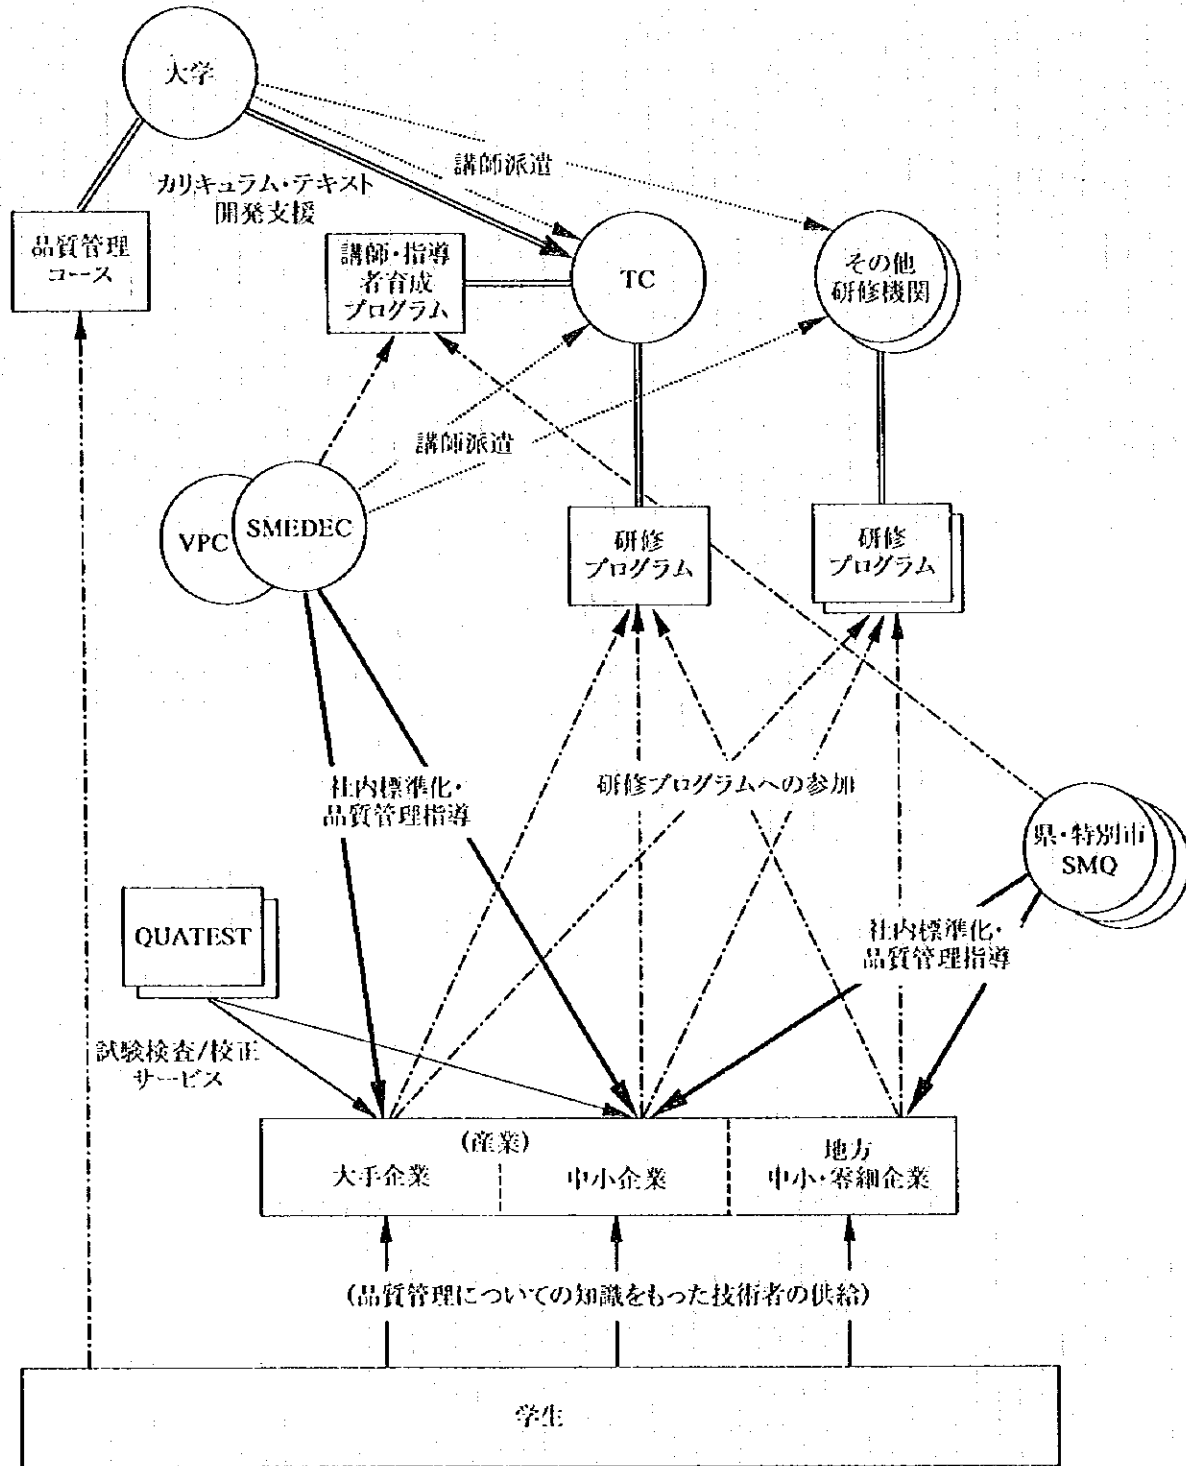 大学
講師派遣
カリキュラム・テキスト
開発支援
品質管理
コース
講師・指導
者育成
プログラム
TC
その他
研修機関
講師派遣
VPC
SMEDEC
研修
プログラム
研修
プログラム
社内標準化・
品質管理指導
研修プログラムへの参加
県・特別市
SMQ
QUATEST
社内標準化・
品質管理指導
試験検査/校正
サービス
(産業)
大手企業
中小企業
地方
中小・零細企業
(品質管理についての知識をもった技術者の供給)
学生